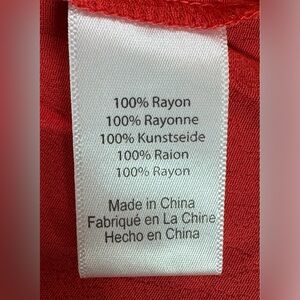 100% Rayon
100% Rayonne
100% Kunstseide
100% Raion
100% Rayon
Made in China
Fabriqué en La Chine
Hecho en China